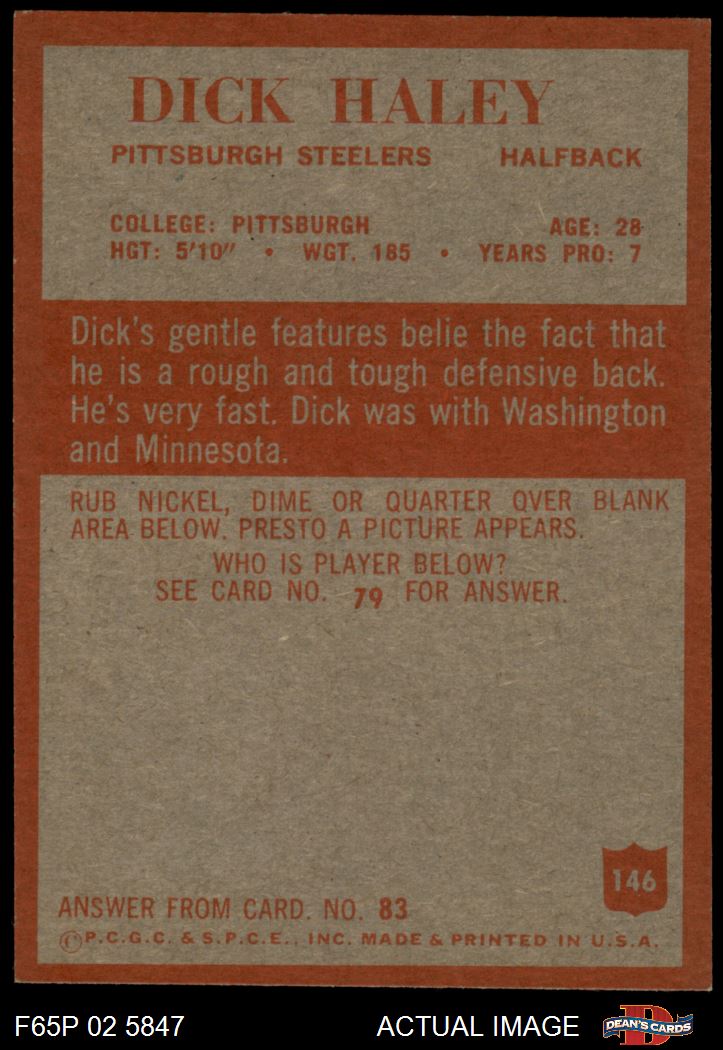 DICK HALEY
PITTSBURGH STEELERS HALFBACK
COLLEGE: PITTSBURGH AGE: 28
HGT: 5'10" • WGT. 185 • YEARS PRO: 7
Dick's gentle features belie the fact that
he is a rough and tough defensive back.
He's very fast. Dick was with Washington
and Minnesota.
RUB NICKEL, DIME OR QUARTER OVER BLANK
AREA BELOW. PRESTO A PICTURE APPEARS.
WHO IS PLAYER BELOW?
SEE CARD NO. 79 FOR ANSWER.
146
ANSWER FROM CARD. NO. 83
©P.C.G.C. & S.P.C.E., INC. MADE & PRINTED IN U.S.A.
F65P 02 5847 ACTUAL IMAGE
D
DEAN'S CARDS